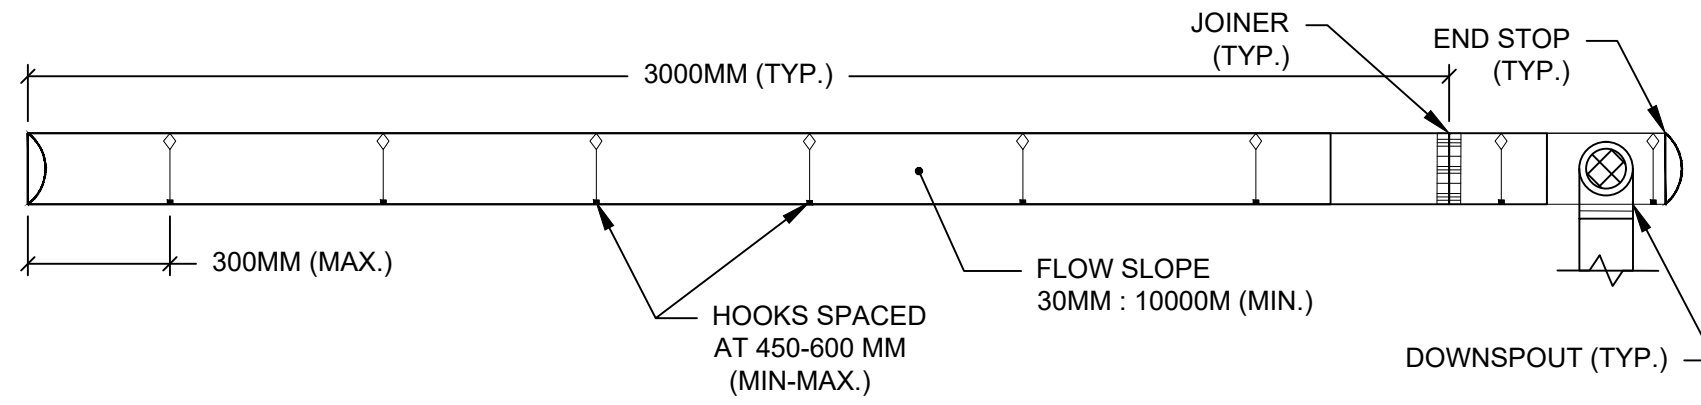 JOINER
(TYP.)
END STOP
(TYP.)
3000MM (TYP.)
300MM (MAX.)
HOOKS SPACED
AT 450-600 MM
(MIN-MAX.)
FLOW SLOPE
30MM : 10000M (MIN.)
DOWNSPOUT (TYP.)